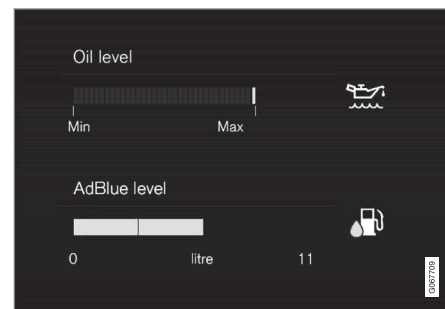 Oil level
Min Max
AdBlue level
0 litre 11
G067709